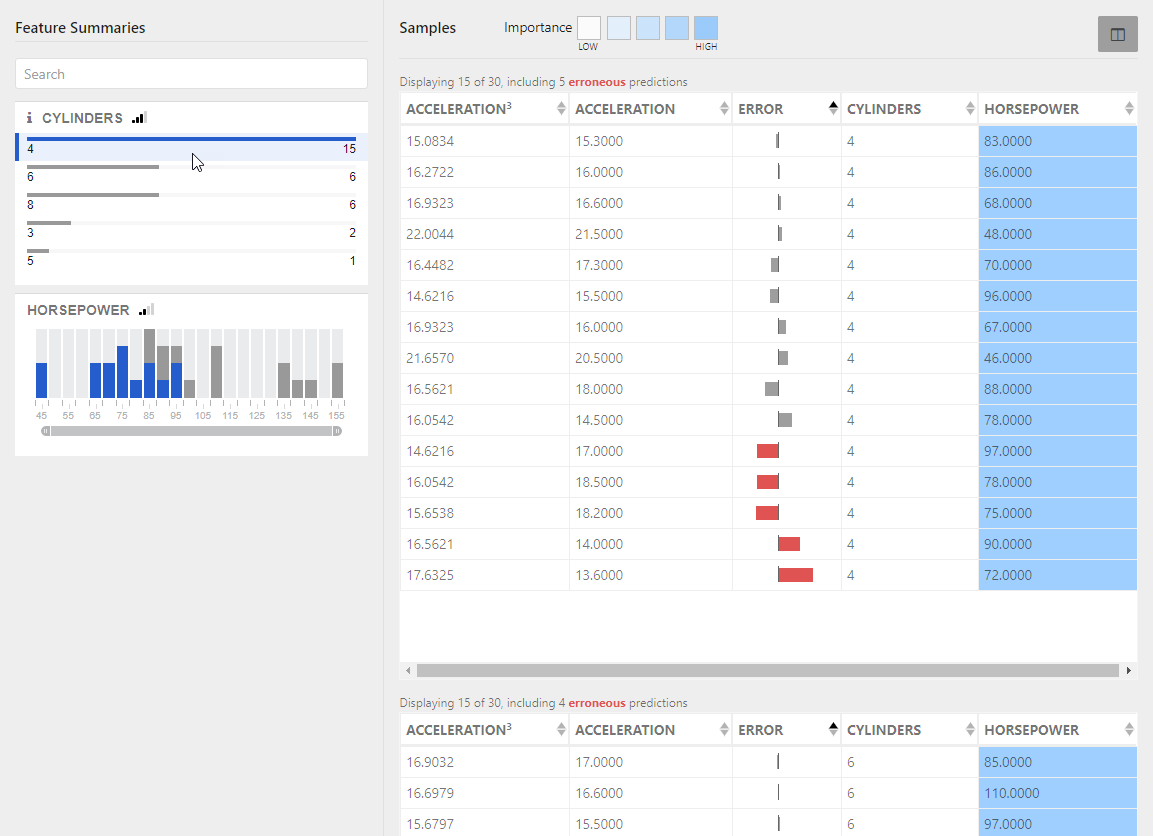 Feature Summaries
Search
i CYLINDERS
4 15
6 6
8 6
3 2
5 1
HORSEPOWER
45 55 65 75 85 95 105 115 125 135 145 155
Samples Importance LOW HIGH
Displaying 15 of 30, including 5 erroneous predictions
ACCELERATION³ ACCELERATION ERROR CYLINDERS HORSEPOWER
15.0834 15.3000 4 83.0000
16.2722 16.0000 4 86.0000
16.9323 16.6000 4 68.0000
22.0044 21.5000 4 48.0000
16.4482 17.3000 4 70.0000
14.6216 15.5000 4 96.0000
16.9323 16.0000 4 67.0000
21.6570 20.5000 4 46.0000
16.5621 18.0000 4 88.0000
16.0542 14.5000 4 78.0000
14.6216 17.0000 4 97.0000
16.0542 18.5000 4 78.0000
15.6538 18.2000 4 75.0000
16.5621 14.0000 4 90.0000
17.6325 13.6000 4 72.0000
Displaying 15 of 30, including 4 erroneous predictions
ACCELERATION³ ACCELERATION ERROR CYLINDERS HORSEPOWER
16.9032 17.0000 6 85.0000
16.6979 16.6000 6 110.0000
15.6797 15.5000 6 97.0000